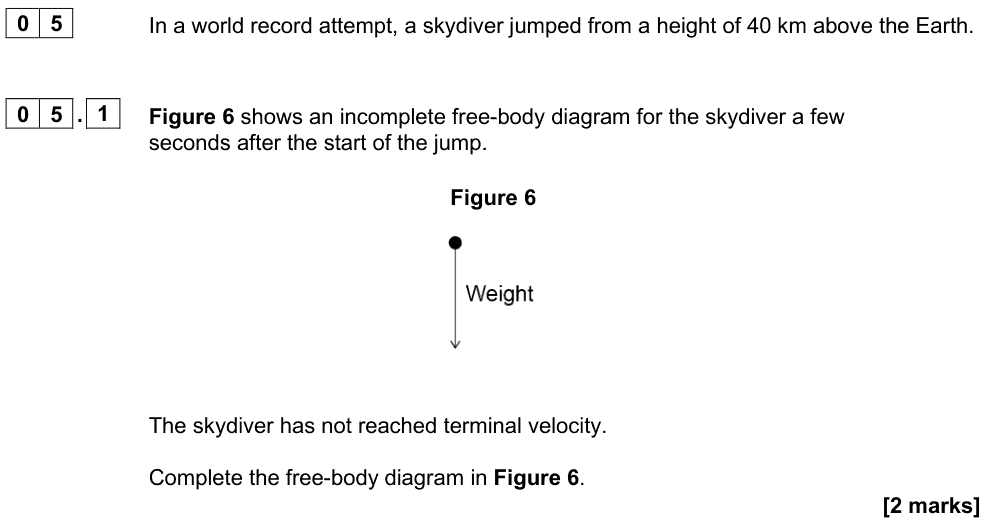 0 5 In a world record attempt, a skydiver jumped from a height of 40 km above the Earth.
0 5 . 1 Figure 6 shows an incomplete free-body diagram for the skydiver a few
seconds after the start of the jump.
Figure 6
Weight
The skydiver has not reached terminal velocity.
Complete the free-body diagram in Figure 6.
[2 marks]